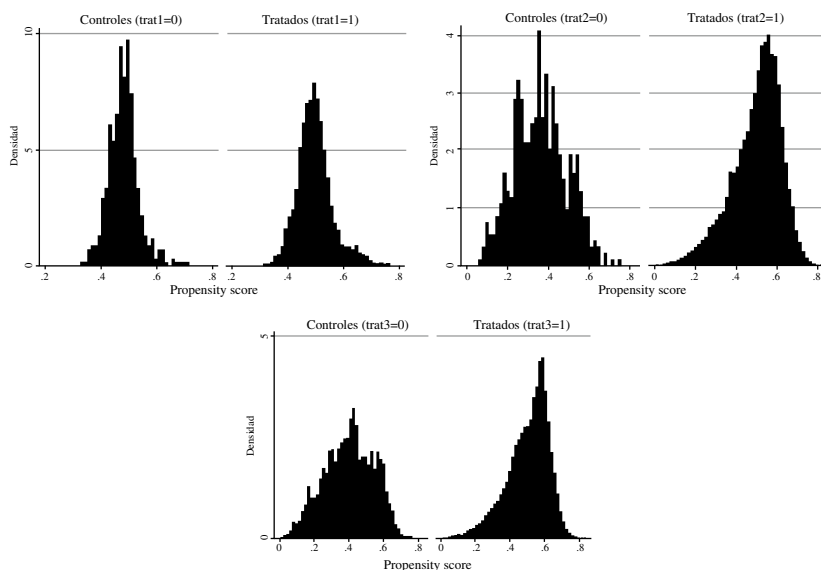 Controles (trat1=0) Tratados (trat1=1)
10
5
0
Densidad
.2 .4 .6 .8 .2 .4 .6 .8
Propensity score
Controles (trat2=0) Tratados (trat2=1)
4
3
2
1
0
Densidad
0 .2 .4 .6 .8 0 .2 .4 .6 .8
Propensity score
Controles (trat3=0) Tratados (trat3=1)
5
0
Densidad
0 .2 .4 .6 .8 0 .2 .4 .6 .8
Propensity score